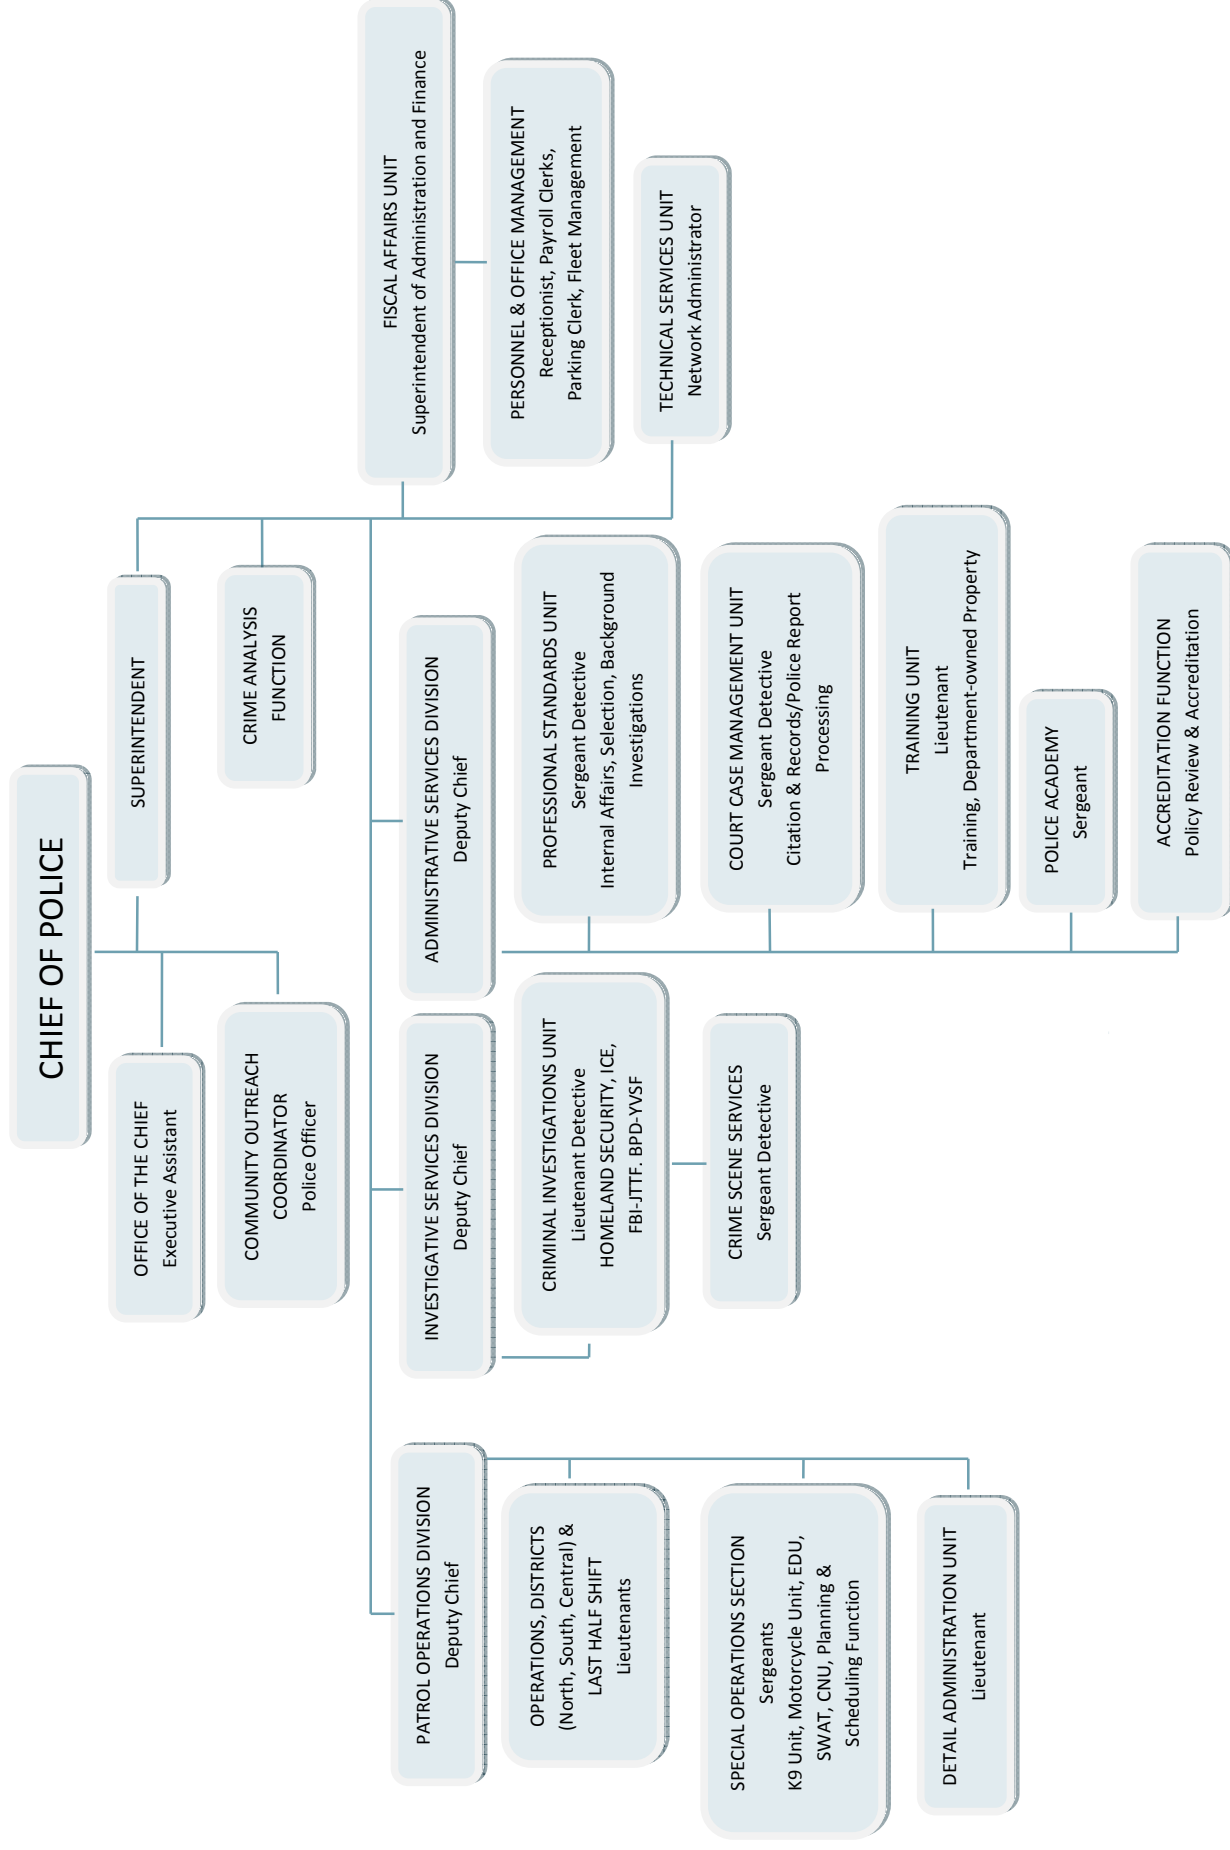 CHIEF OF POLICE
OFFICE OF THE CHIEF
Executive Assistant
SUPERINTENDENT
COMMUNITY OUTREACH
COORDINATOR
Police Officer
CRIME ANALYSIS
FUNCTION
PATROL OPERATIONS DIVISION
Deputy Chief
OPERATIONS, DISTRICTS
(North, South, Central) &
LAST HALF SHIFT
Lieutenants
SPECIAL OPERATIONS SECTION
Sergeants
K9 Unit, Motorcycle Unit, EDU,
SWAT, CNU, Planning &
Scheduling Function
DETAIL ADMINISTRATION UNIT
Lieutenant
INVESTIGATIVE SERVICES DIVISION
Deputy Chief
CRIMINAL INVESTIGATIONS UNIT
Lieutenant Detective
HOMELAND SECURITY, ICE,
FBI-JTTF. BPD-YVSF
CRIME SCENE SERVICES
Sergeant Detective
ADMINISTRATIVE SERVICES DIVISION
Deputy Chief
PROFESSIONAL STANDARDS UNIT
Sergeant Detective
Internal Affairs, Selection, Background
Investigations
COURT CASE MANAGEMENT UNIT
Sergeant Detective
Citation & Records/Police Report
Processing
TRAINING UNIT
Lieutenant
Training, Department-owned Property
POLICE ACADEMY
Sergeant
ACCREDITATION FUNCTION
Policy Review & Accreditation
FISCAL AFFAIRS UNIT
Superintendent of Administration and Finance
PERSONNEL & OFFICE MANAGEMENT
Receptionist, Payroll Clerks,
Parking Clerk, Fleet Management
TECHNICAL SERVICES UNIT
Network Administrator